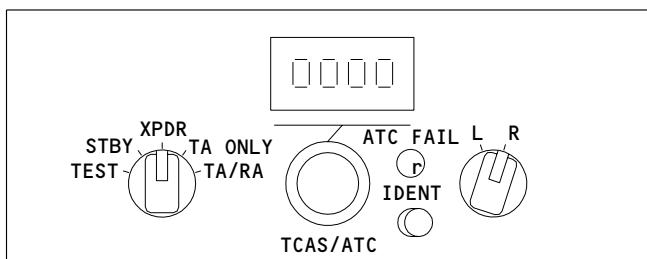 0000
XPDR
STBY TA ONLY
TEST TA/RA
ATC FAIL
r
L R
IDENT
TCAS/ATC